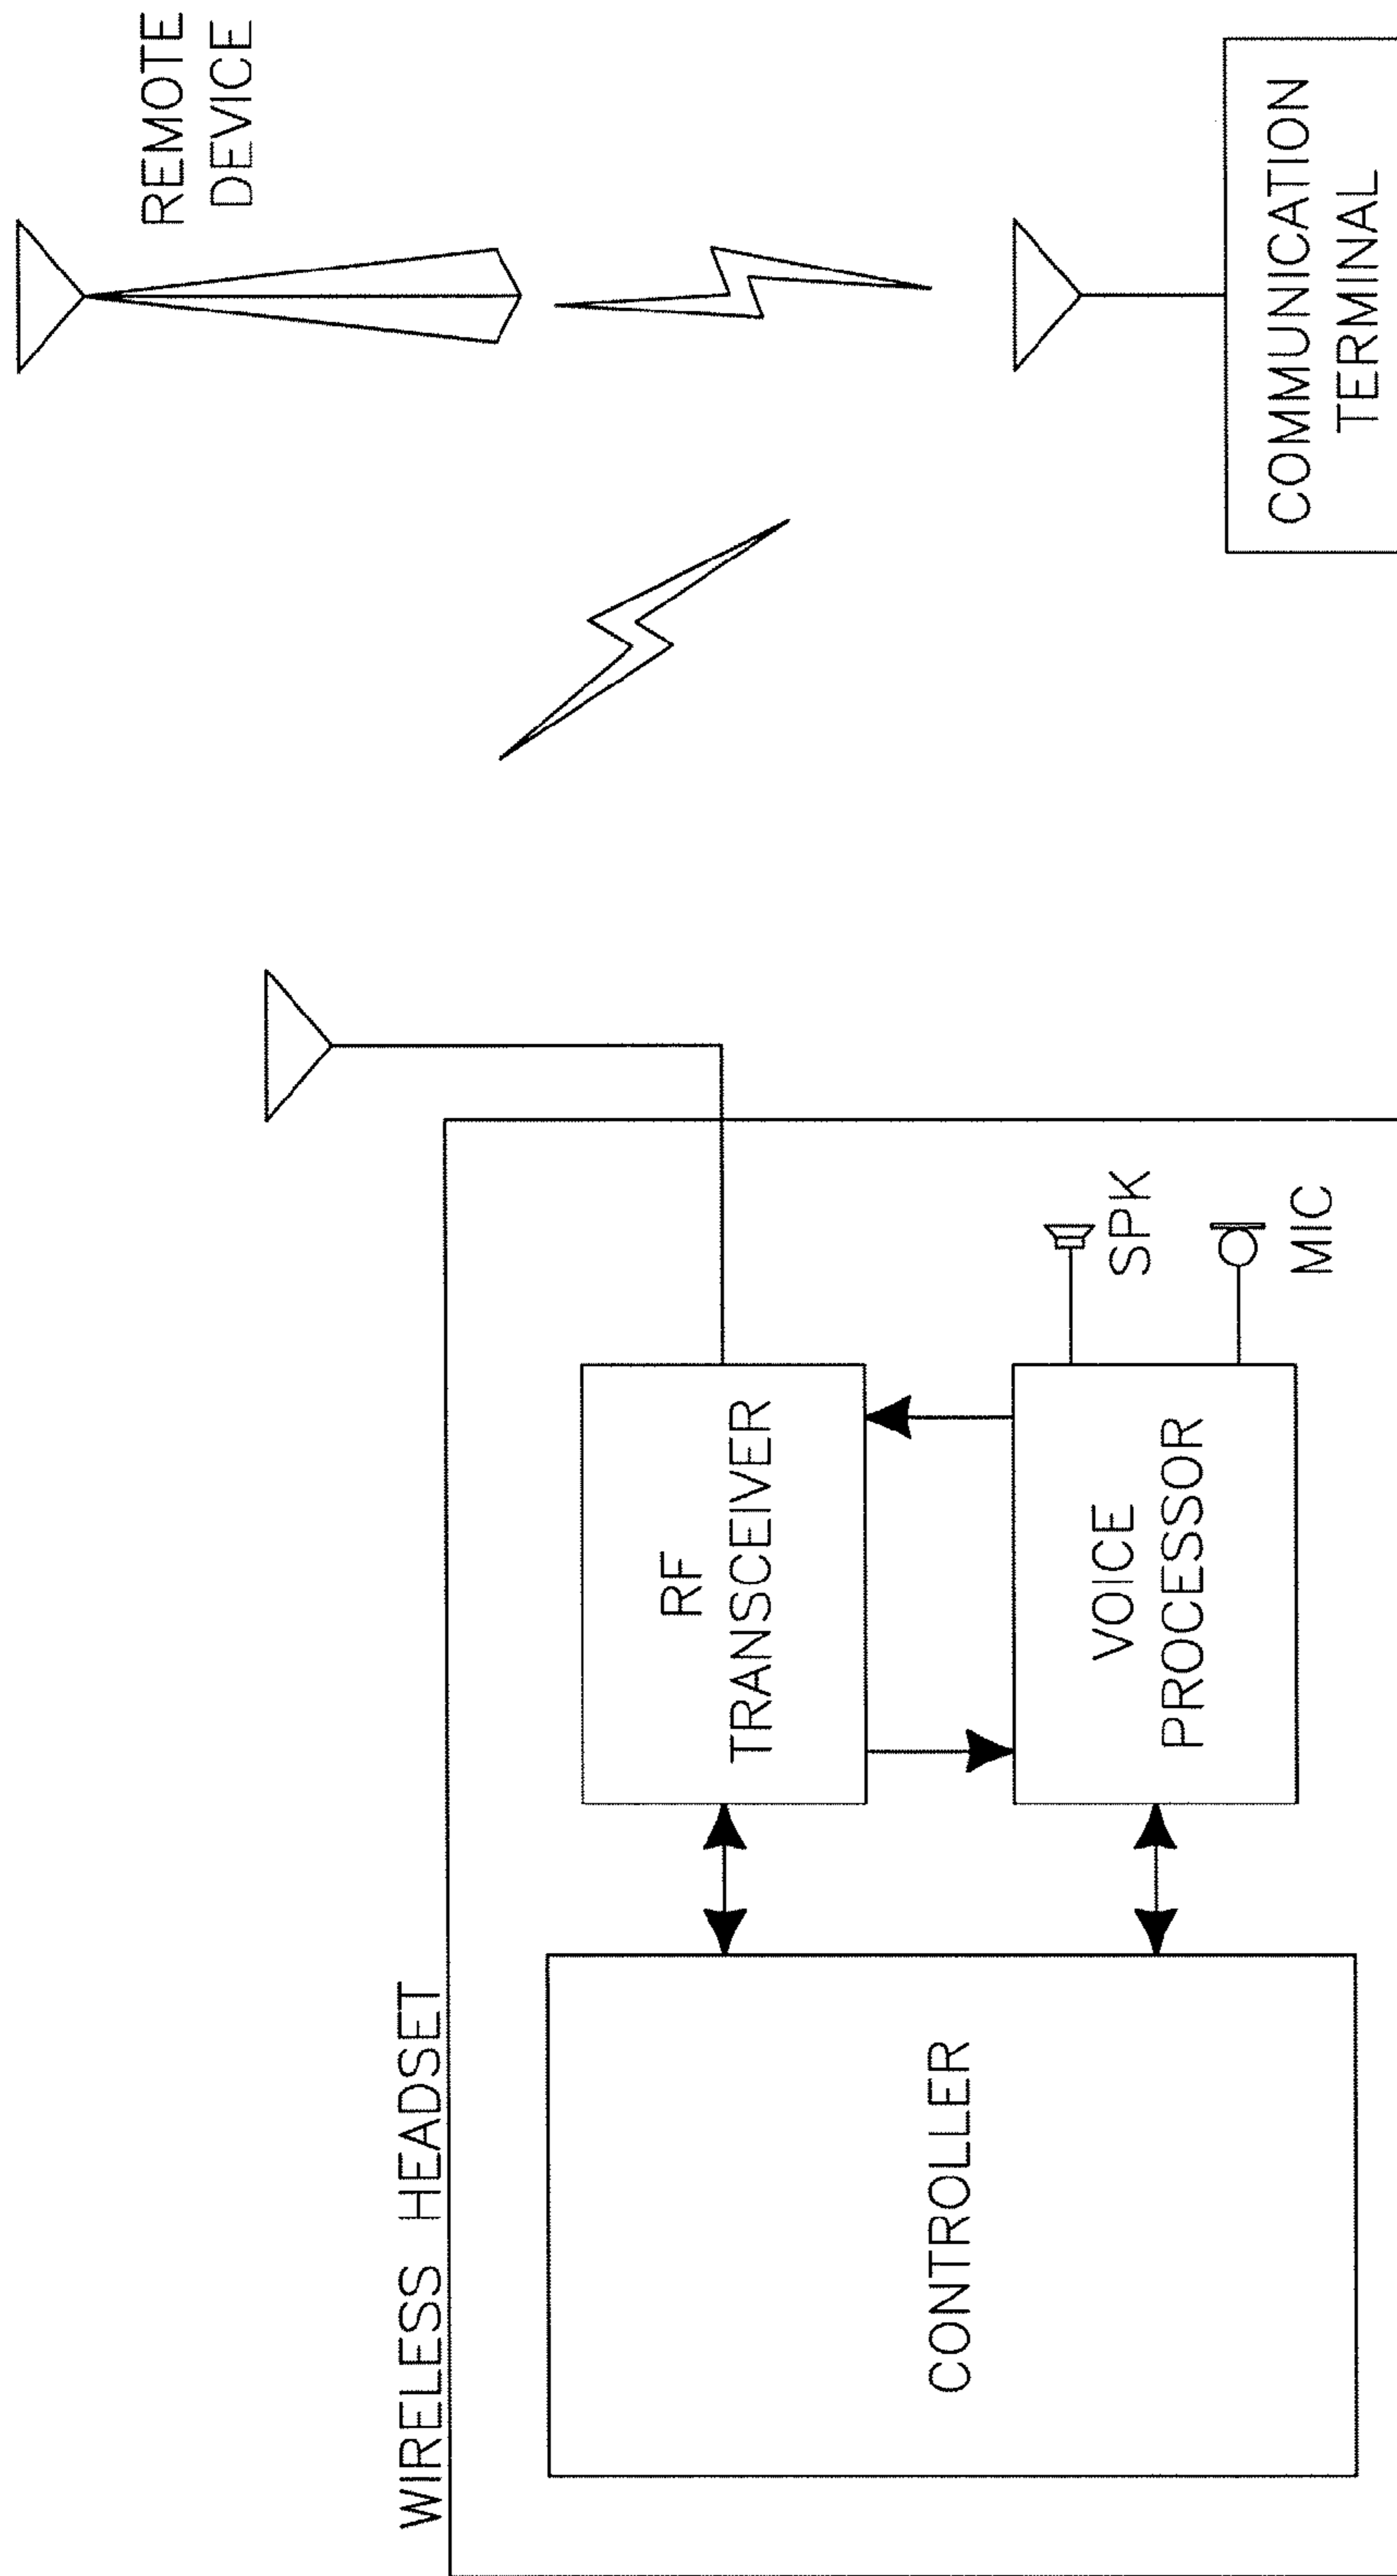 WIRELESS HEADSET
CONTROLLER
RF
TRANSCEIVER
VOICE
PROCESSOR
SPK
MIC
REMOTE
DEVICE
COMMUNICATION
TERMINAL